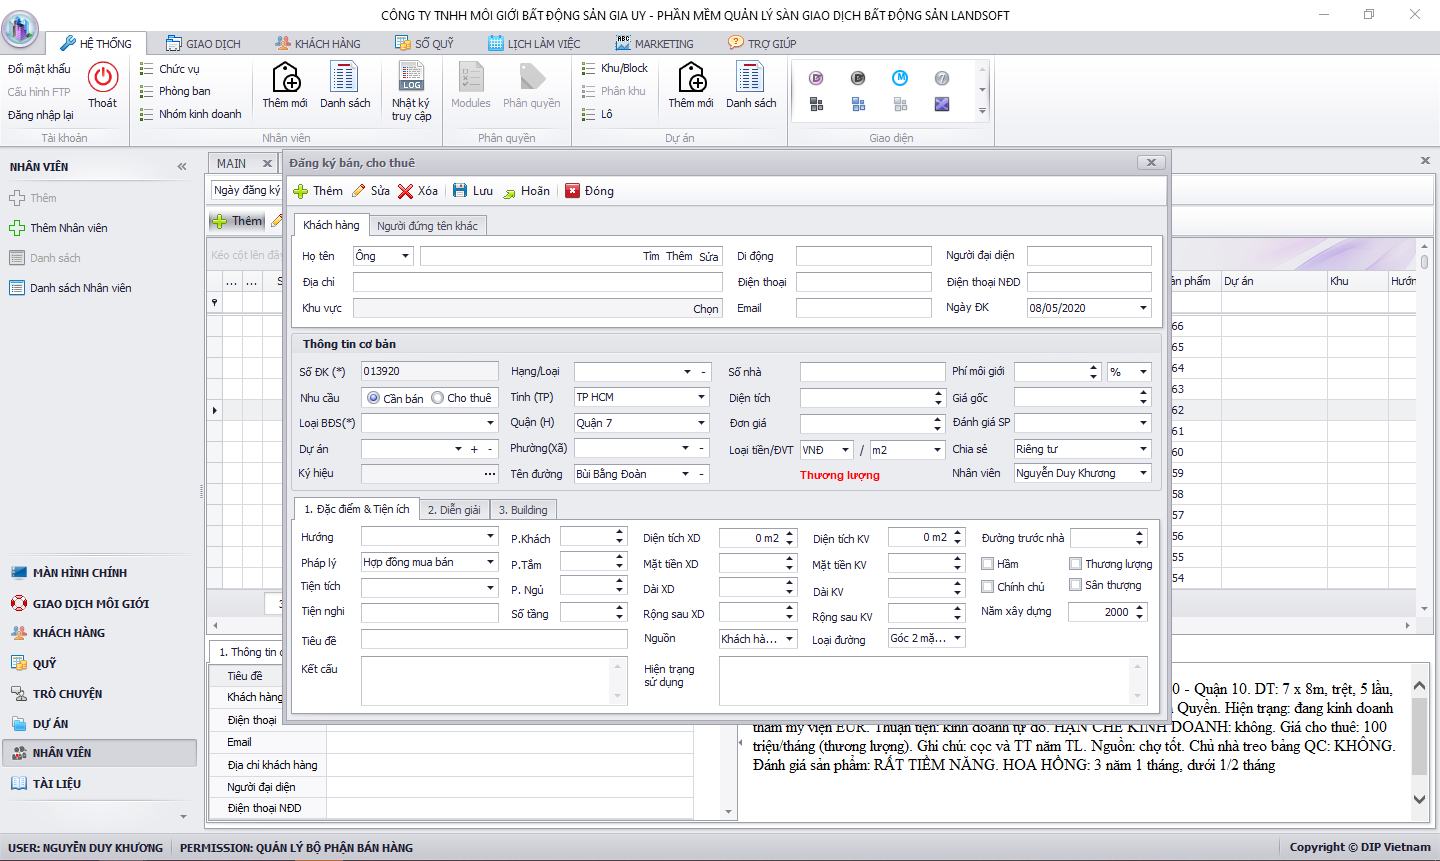 CÔNG TY TNHH MÔI GIỚI BẤT ĐỘNG SẢN GIA UY - PHẦN MỀM QUẢN LÝ SÀN GIAO DỊCH BẤT ĐỘNG SẢN LANDSOFT
HỆ THỐNG GIAO DỊCH KHÁCH HÀNG SỔ QUỸ LỊCH LÀM VIỆC MARKETING TRỢ GIÚP
Đổi mật khẩu
Cấu hình FTP
Đăng nhập lại
Thoát
Tài khoản
Chức vụ
Phòng ban
Nhóm kinh doanh
Thêm mới
Danh sách
Nhật ký
truy cập
Nhân viên
Modules
Phân quyền
Phân quyền
Khu/Block
Phân khu
Lô
Thêm mới
Danh sách
Dự án
Giao diện
NHÂN VIÊN
Thêm
Thêm Nhân viên
Danh sách
Danh sách Nhân viên
MÀN HÌNH CHÍNH
GIAO DỊCH MÔI GIỚI
KHÁCH HÀNG
QUỸ
TRÒ CHUYỆN
DỰ ÁN
NHÂN VIÊN
TÀI LIỆU
MAIN
Ngày đăng ký
Thêm
Kéo cột lên đây
... ... S
Đăng ký bán, cho thuê
Thêm Sửa Xóa Lưu Hoãn Đóng
Khách hàng Người đứng tên khác
Họ tên Ông Tìm Thêm Sửa Di động Người đại diện
Địa chỉ Điện thoại Điện thoại NĐD
Khu vực Chọn Email Ngày ĐK 08/05/2020
Thông tin cơ bản
Số ĐK (*) 013920 Hạng/Loại - Số nhà Phí môi giới %
Nhu cầu Cần bán Cho thuê Tỉnh (TP) TP HCM Diện tích Giá gốc
Loại BĐS(*) Quận (H) Quận 7 Đơn giá Đánh giá SP
Dự án + - Phường(Xã) - Loại tiền/ĐVT VNĐ / m2 Chia sẻ Riêng tư
Ký hiệu ... Tên đường Bùi Bằng Đoàn - Thương lượng Nhân viên Nguyễn Duy Khương
1. Đặc điểm & Tiện ích 2. Diễn giải 3. Building
Hướng P.Khách Diện tích XD 0 m2 Diện tích KV 0 m2 Đường trước nhà
Pháp lý Hợp đồng mua bán P.Tắm Mặt tiền XD Mặt tiền KV Hầm Thương lượng
Tiện tích P. Ngủ Dài XD Dài KV Chính chủ Sân thượng
Tiện nghi Số tầng Rộng sau XD Rộng sau KV Năm xây dựng 2000
Tiêu đề Nguồn Khách hà... Loại đường Góc 2 mặ...
Kết cấu Hiện trạng
sử dụng
ản phẩm Dự án Khu Hướn
66
65
64
63
62
61
60
59
58
57
56
55
54
1. Thông tin c
Tiêu đề
Khách hàng
Điện thoại
Email
Địa chỉ khách hàng
Người đại diện
Điện thoại NĐD
0 - Quận 10. DT: 7 x 8m, trệt, 5 lầu,
Quyền. Hiện trạng: đang kinh doanh
thẩm mỹ viện EUR. Thuận tiện: kinh doanh tự do. HẠN CHẾ KINH DOANH: không. Giá cho thuê: 100
triệu/tháng (thương lượng). Ghi chú: cọc và TT năm TL. Nguồn: chợ tốt. Chủ nhà treo bảng QC: KHÔNG.
Đánh giá sản phẩm: RẤT TIỀM NĂNG. HOA HỒNG: 3 năm 1 tháng, dưới 1/2 tháng
USER: NGUYỄN DUY KHƯƠNG PERMISSION: QUẢN LÝ BỘ PHẬN BÁN HÀNG
Copyright © DIP Vietnam